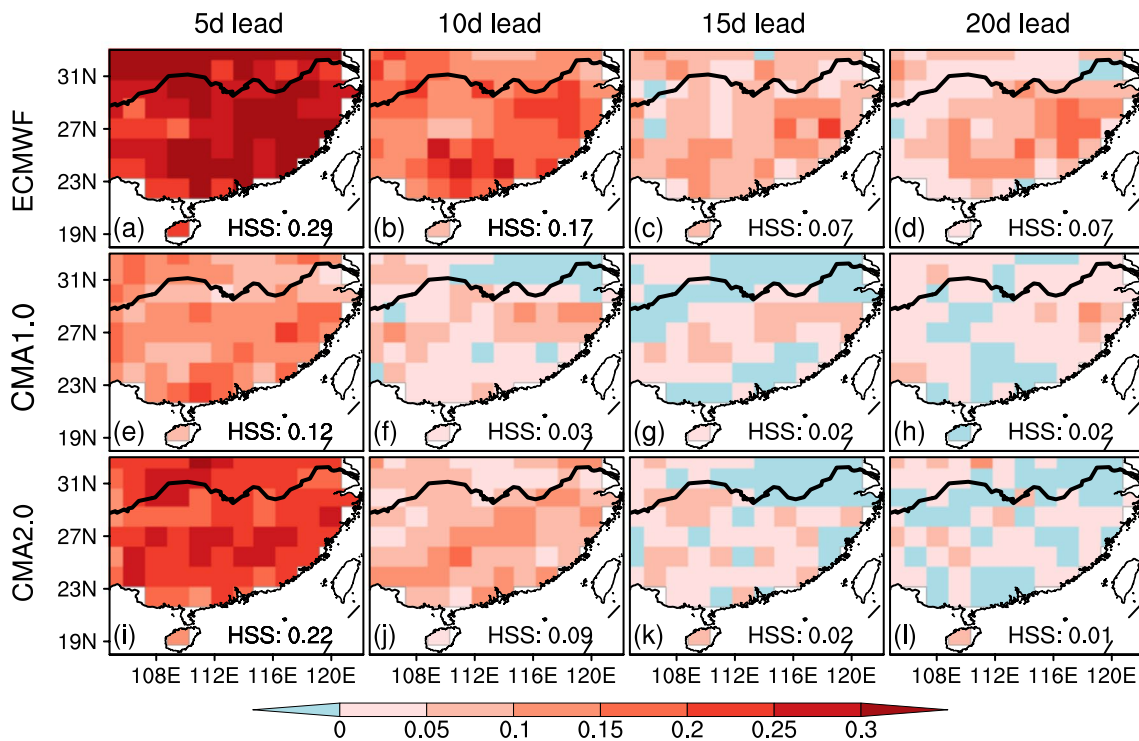 5d lead 10d lead 15d lead 20d lead
ECMWF
31N
27N
23N
19N
(a) HSS: 0.29
(b) HSS: 0.17
(c) HSS: 0.07
(d) HSS: 0.07
CMA1.0
31N
27N
23N
19N
(e) HSS: 0.12
(f) HSS: 0.03
(g) HSS: 0.02
(h) HSS: 0.02
CMA2.0
31N
27N
23N
19N
(i) HSS: 0.22
(j) HSS: 0.09
(k) HSS: 0.02
(l) HSS: 0.01
108E 112E 116E 120E 108E 112E 116E 120E 108E 112E 116E 120E 108E 112E 116E 120E
0 0.05 0.1 0.15 0.2 0.25 0.3